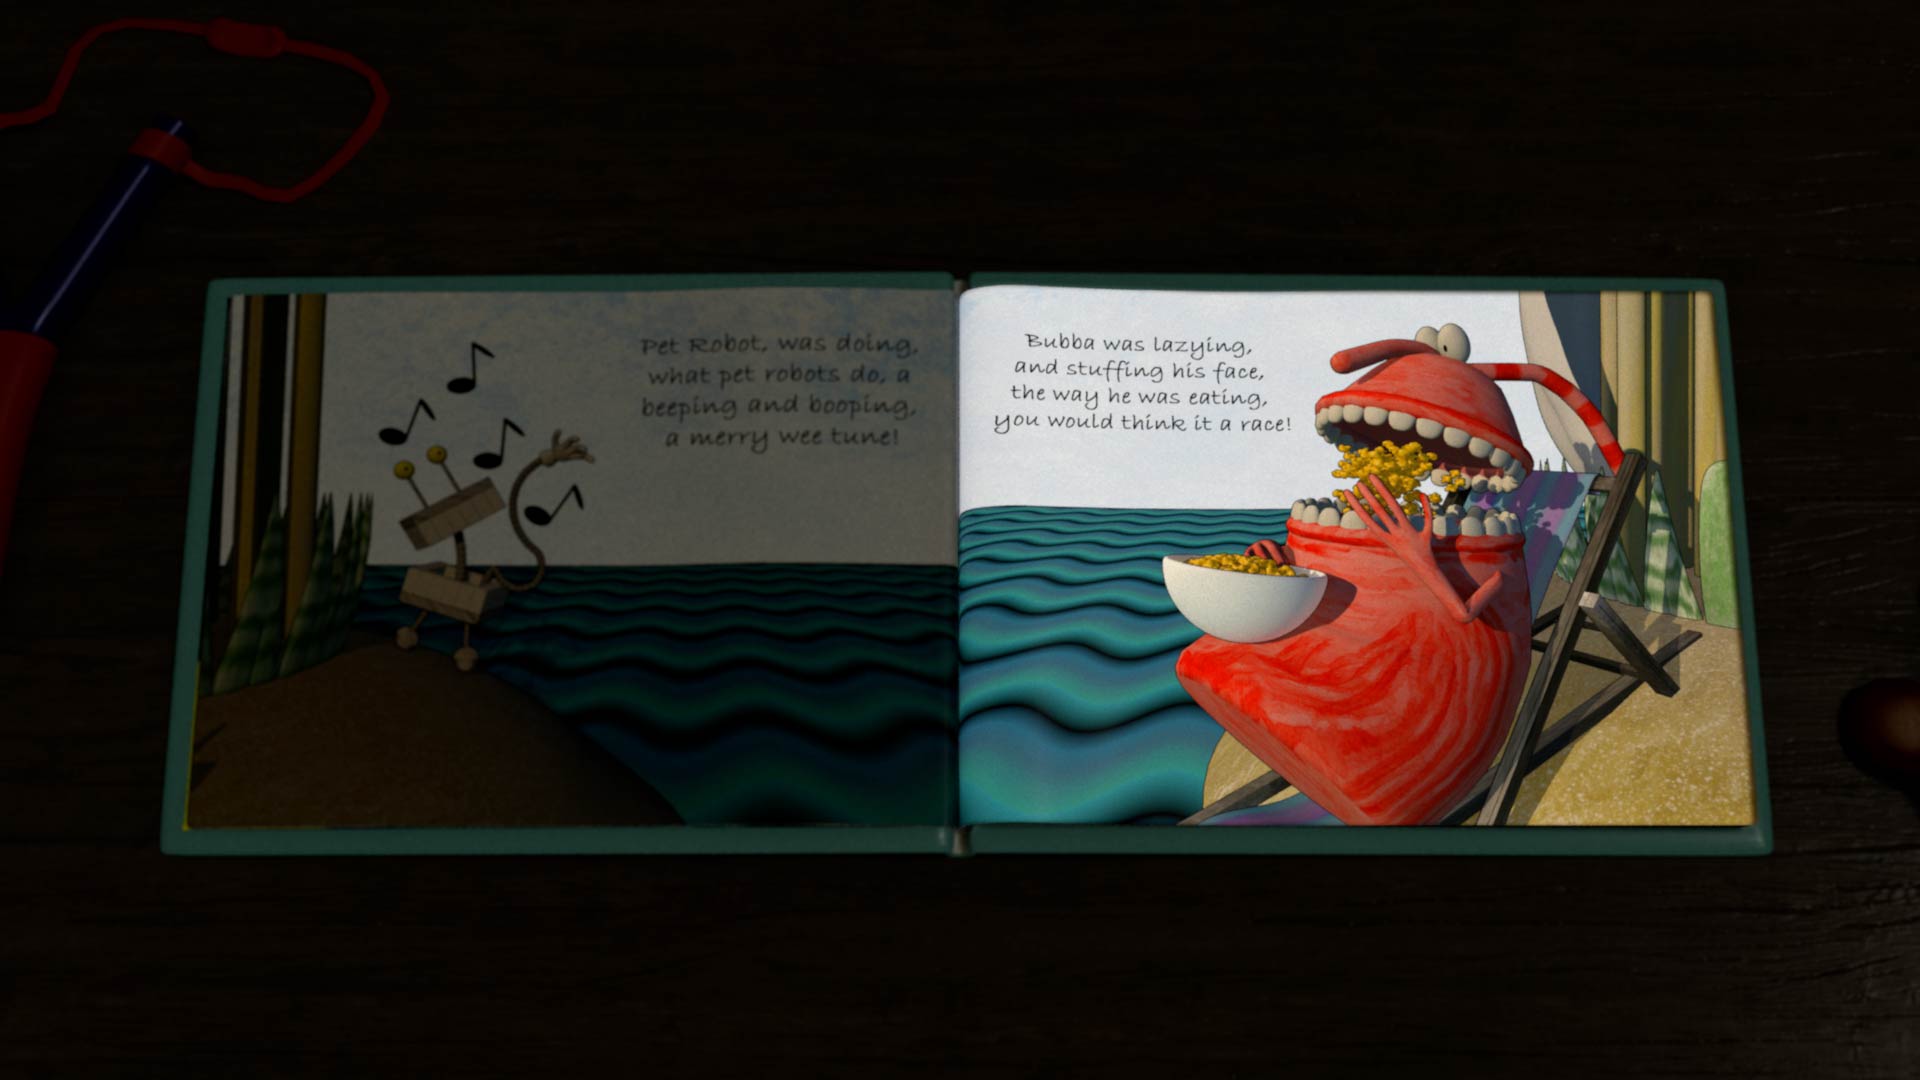 Pet Robot, was doing,
what pet robots do, a
beeping and booping,
a merry wee tune!
Bubba was lazying,
and stuffing his face,
the way he was eating,
you would think it a race!